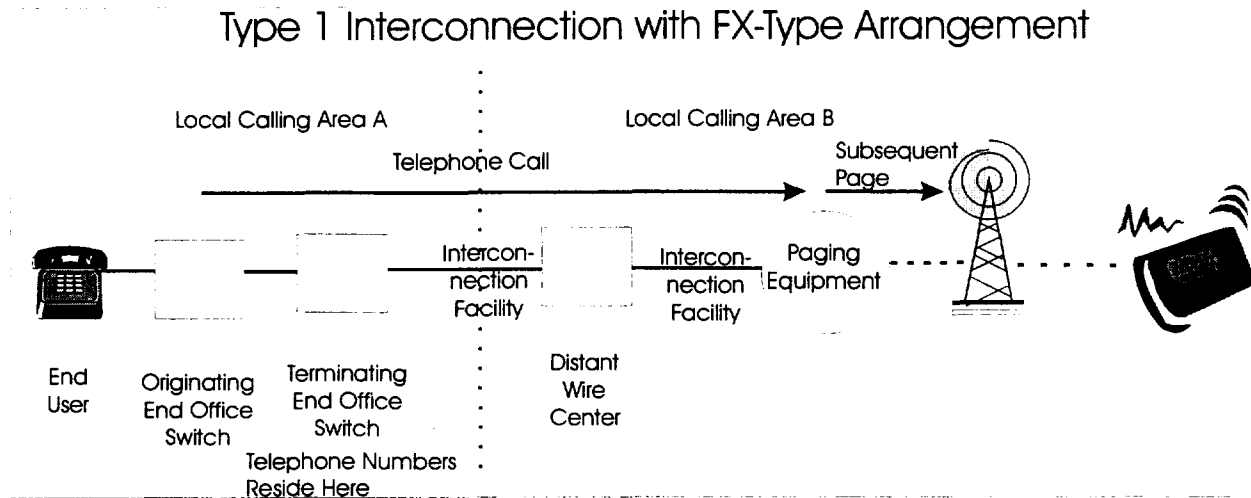 Type 1 Interconnection with FX-Type Arrangement
Local Calling Area A
Local Calling Area B
Telephone Call
Subsequent
Page
Intercon-
nection
Facility
Intercon-
nection
Facility
Paging
Equipment
End
User
Originating
End Office
Switch
Terminating
End Office
Switch
Distant
Wire
Center
Telephone Numbers
Reside Here